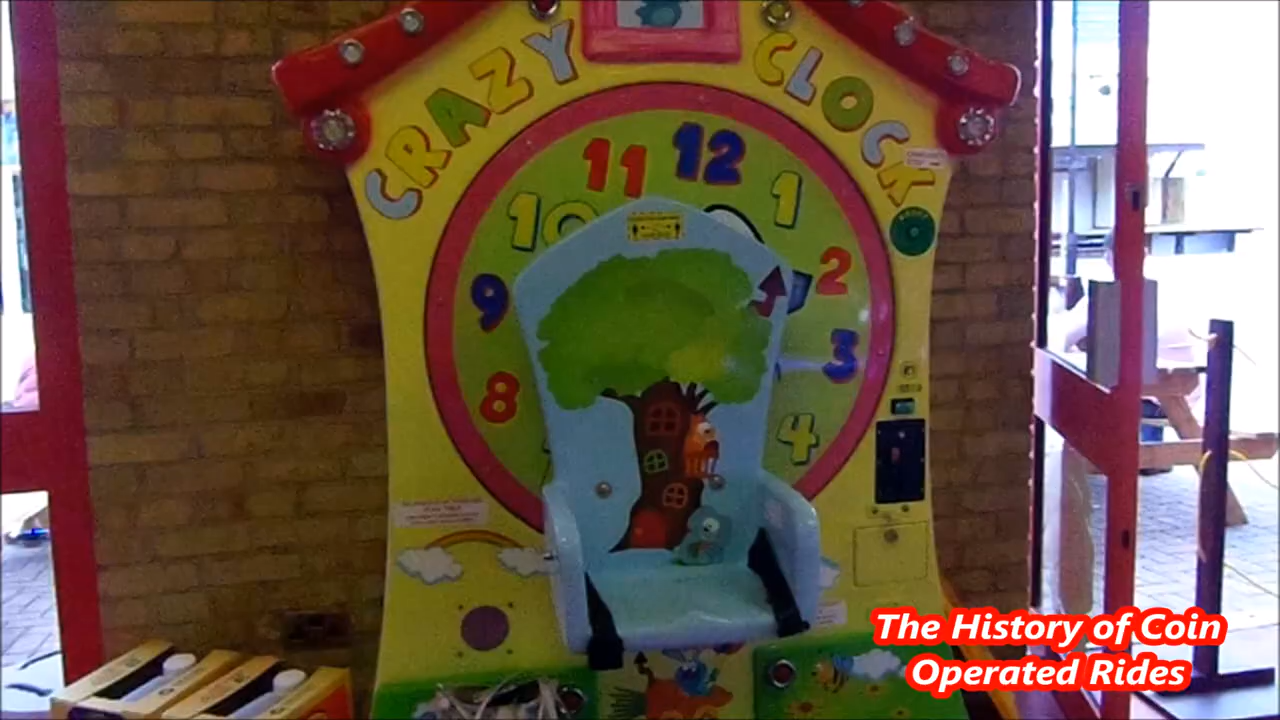 CRAZY CLOCK
11 12 1
10 2
9 3
8 4
The History of Coin
Operated Rides